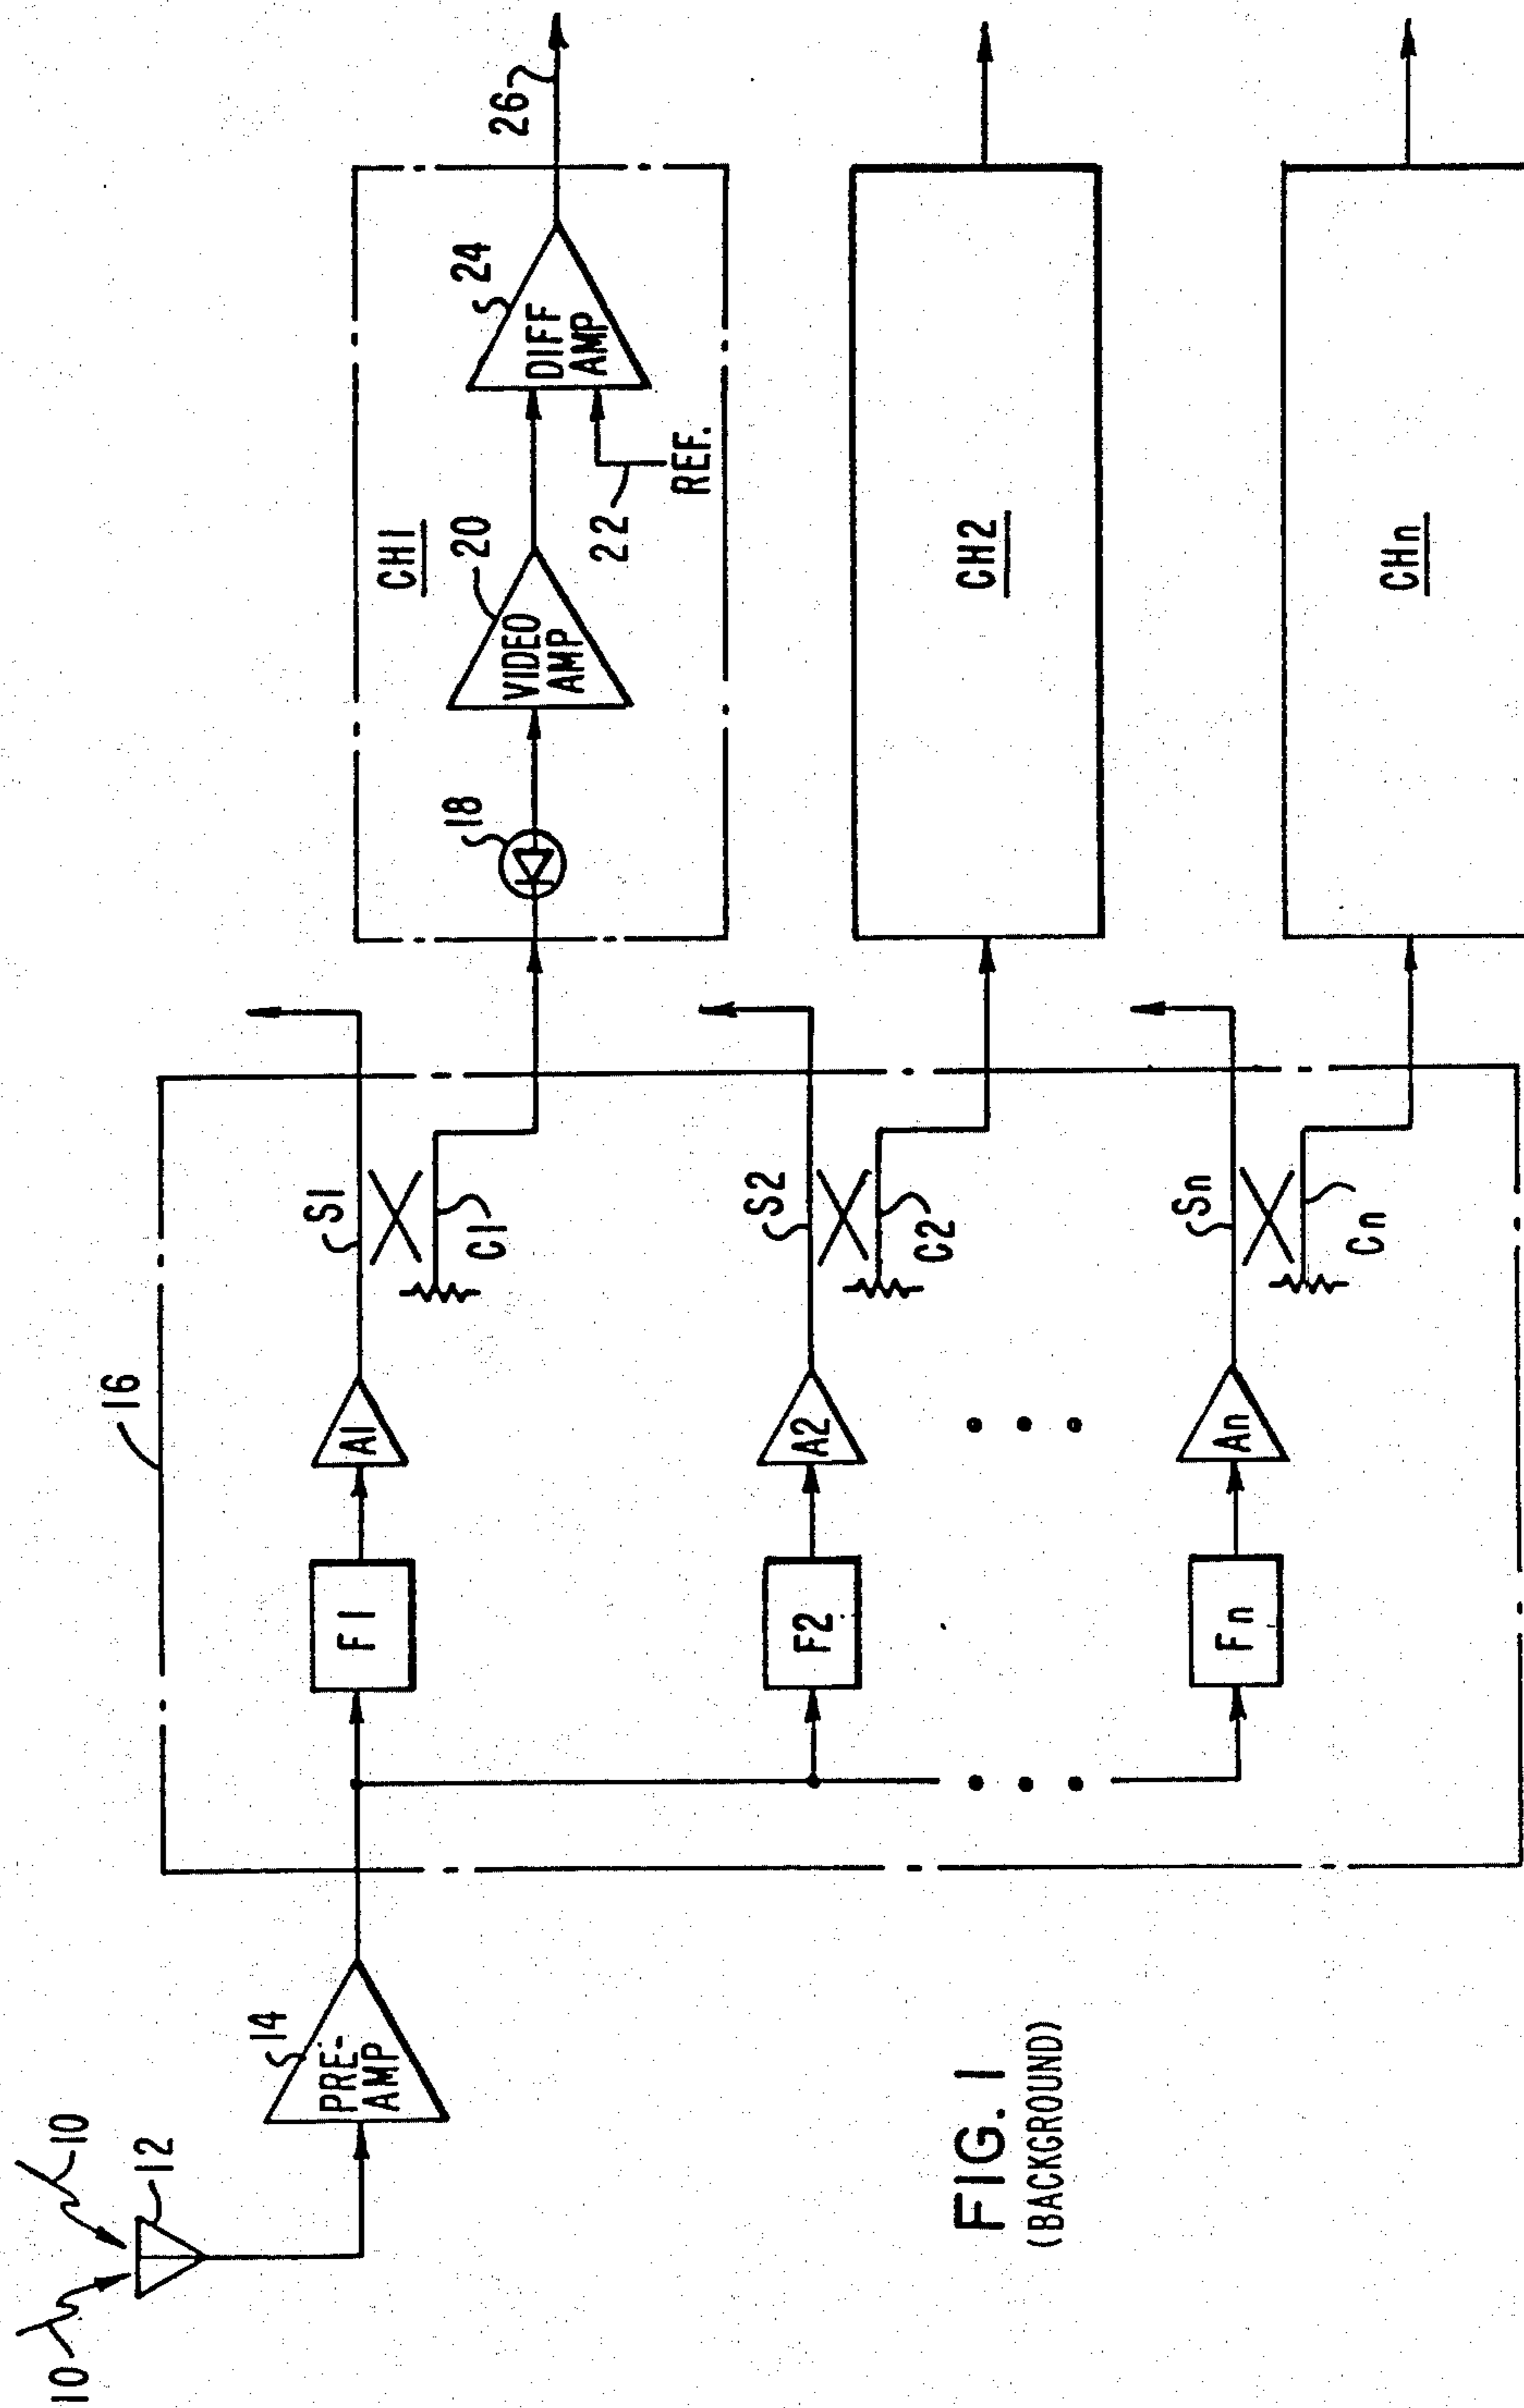 10
10
12
14
PRE-
AMP
16
F1
A1
S1
C1
F2
A2
S2
C2
Fn
An
Sn
Cn
CH1
18
20
VIDEO
AMP
22
REF.
24
DIFF
AMP
26
CH2
CHn
FIG. 1
(BACKGROUND)